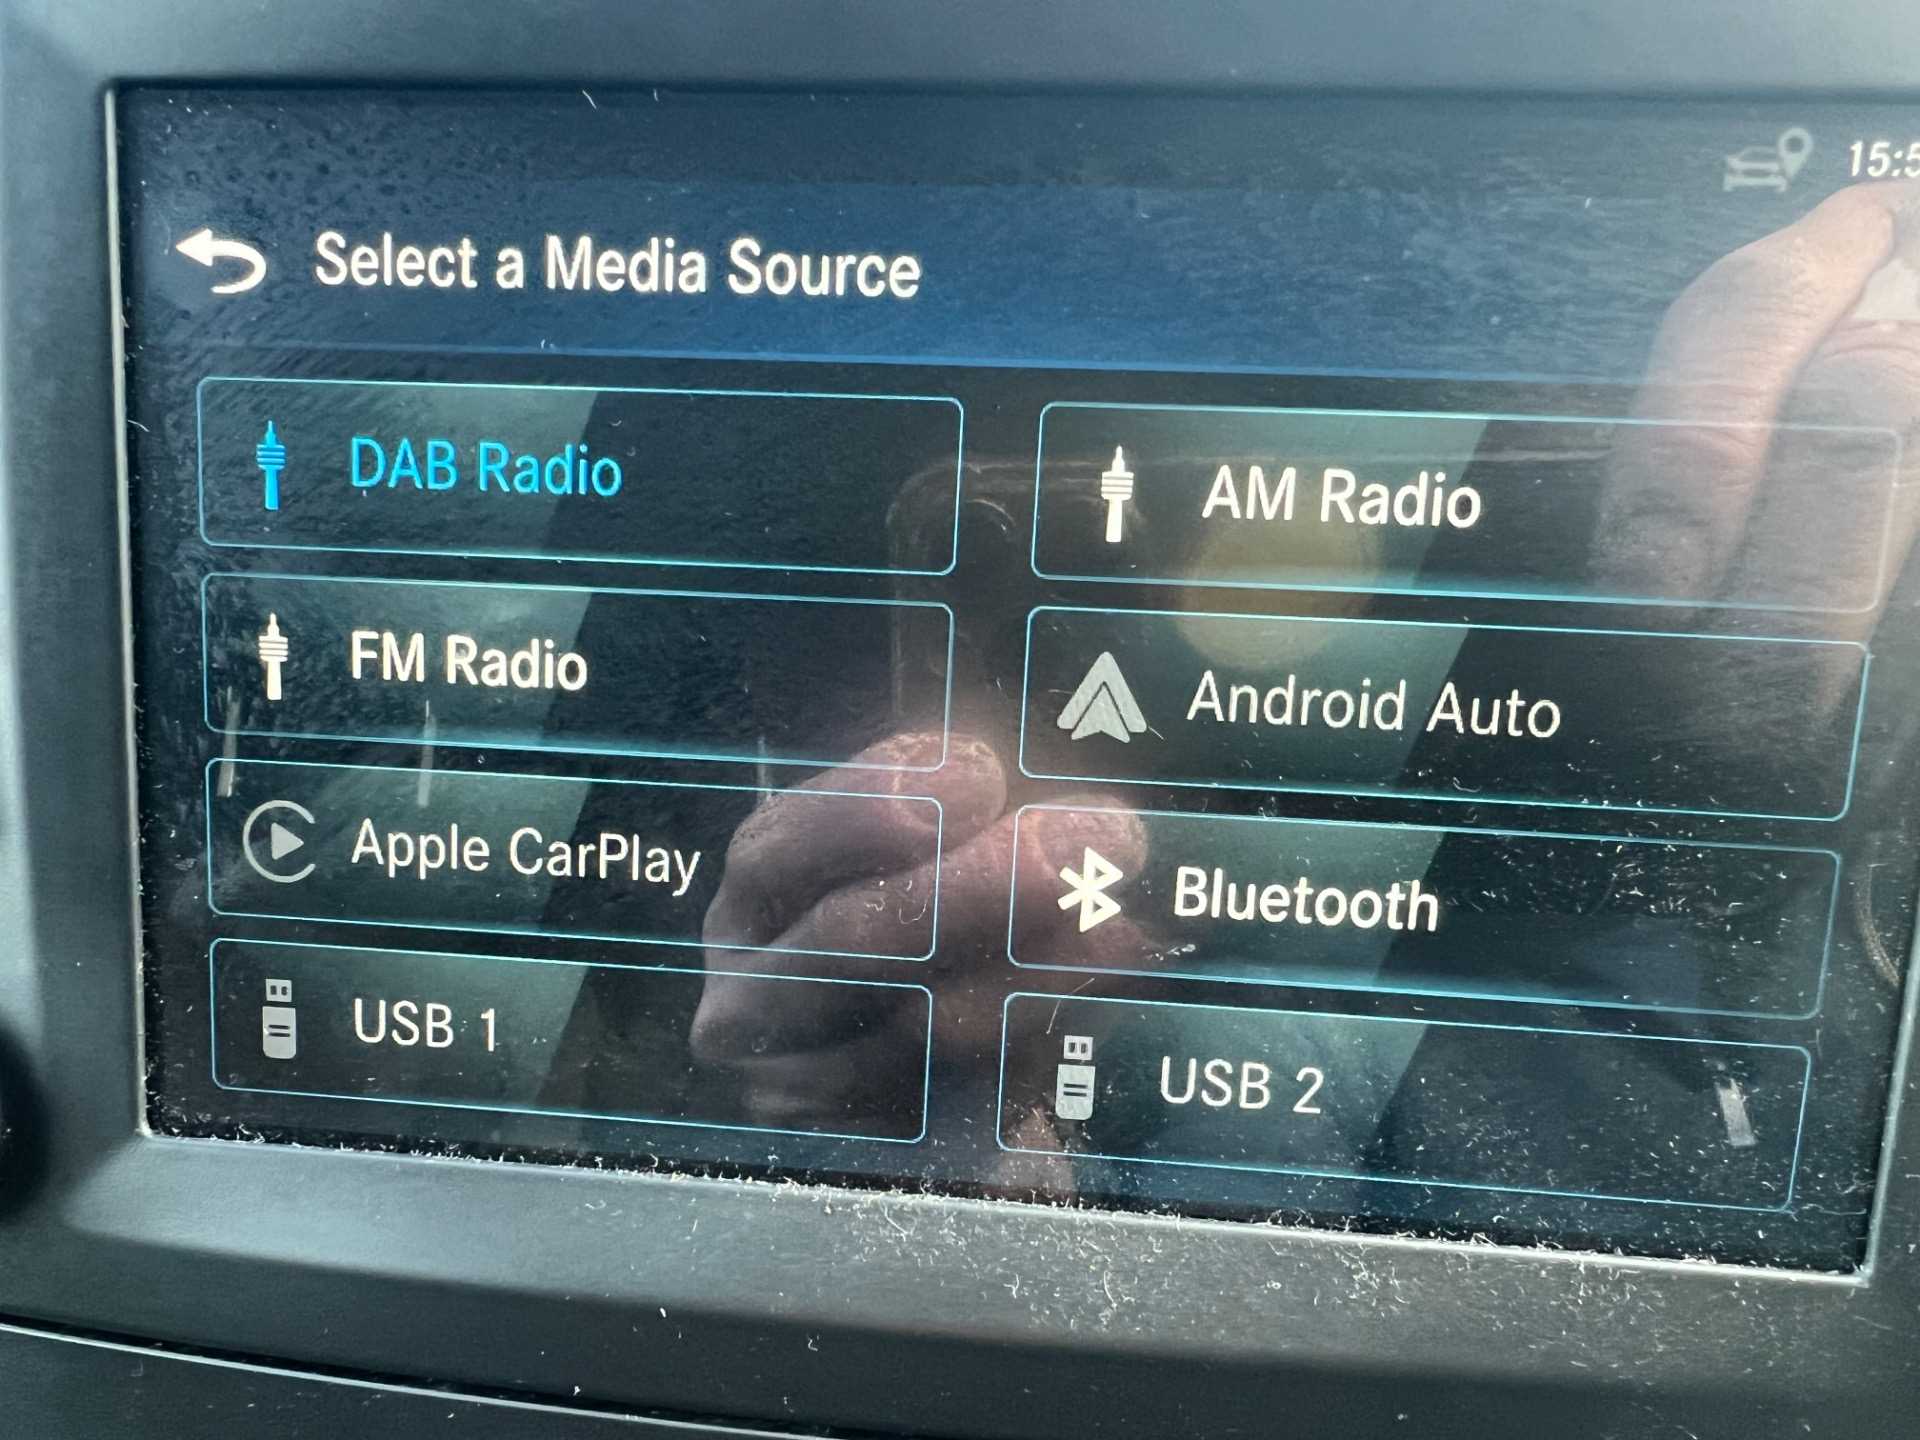 15:5
Select a Media Source
DAB Radio
AM Radio
FM Radio
Android Auto
Apple CarPlay
Bluetooth
USB 1
USB 2